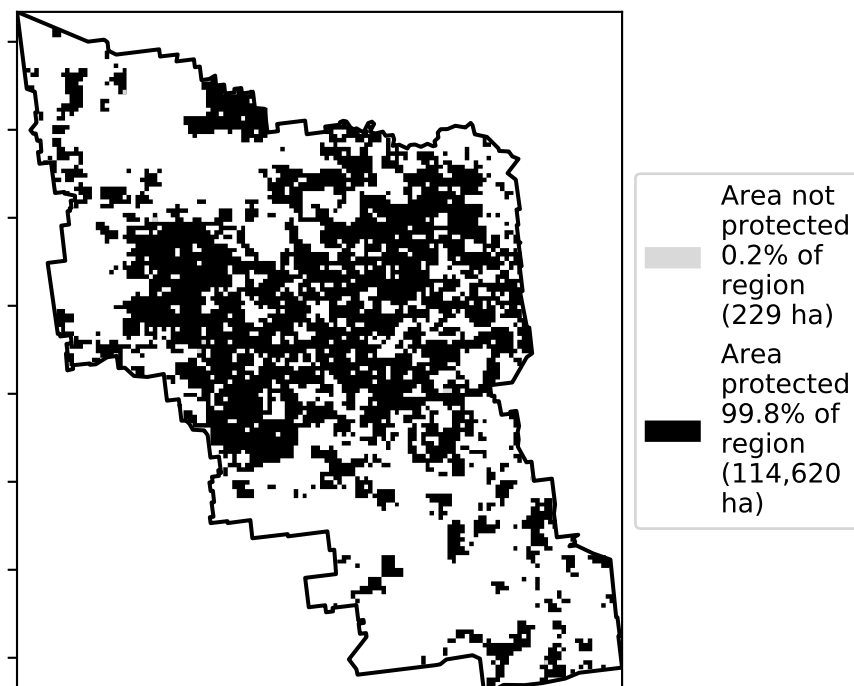 Area not
protected
0.2% of
region
(229 ha)
Area
protected
99.8% of
region
(114,620
ha)